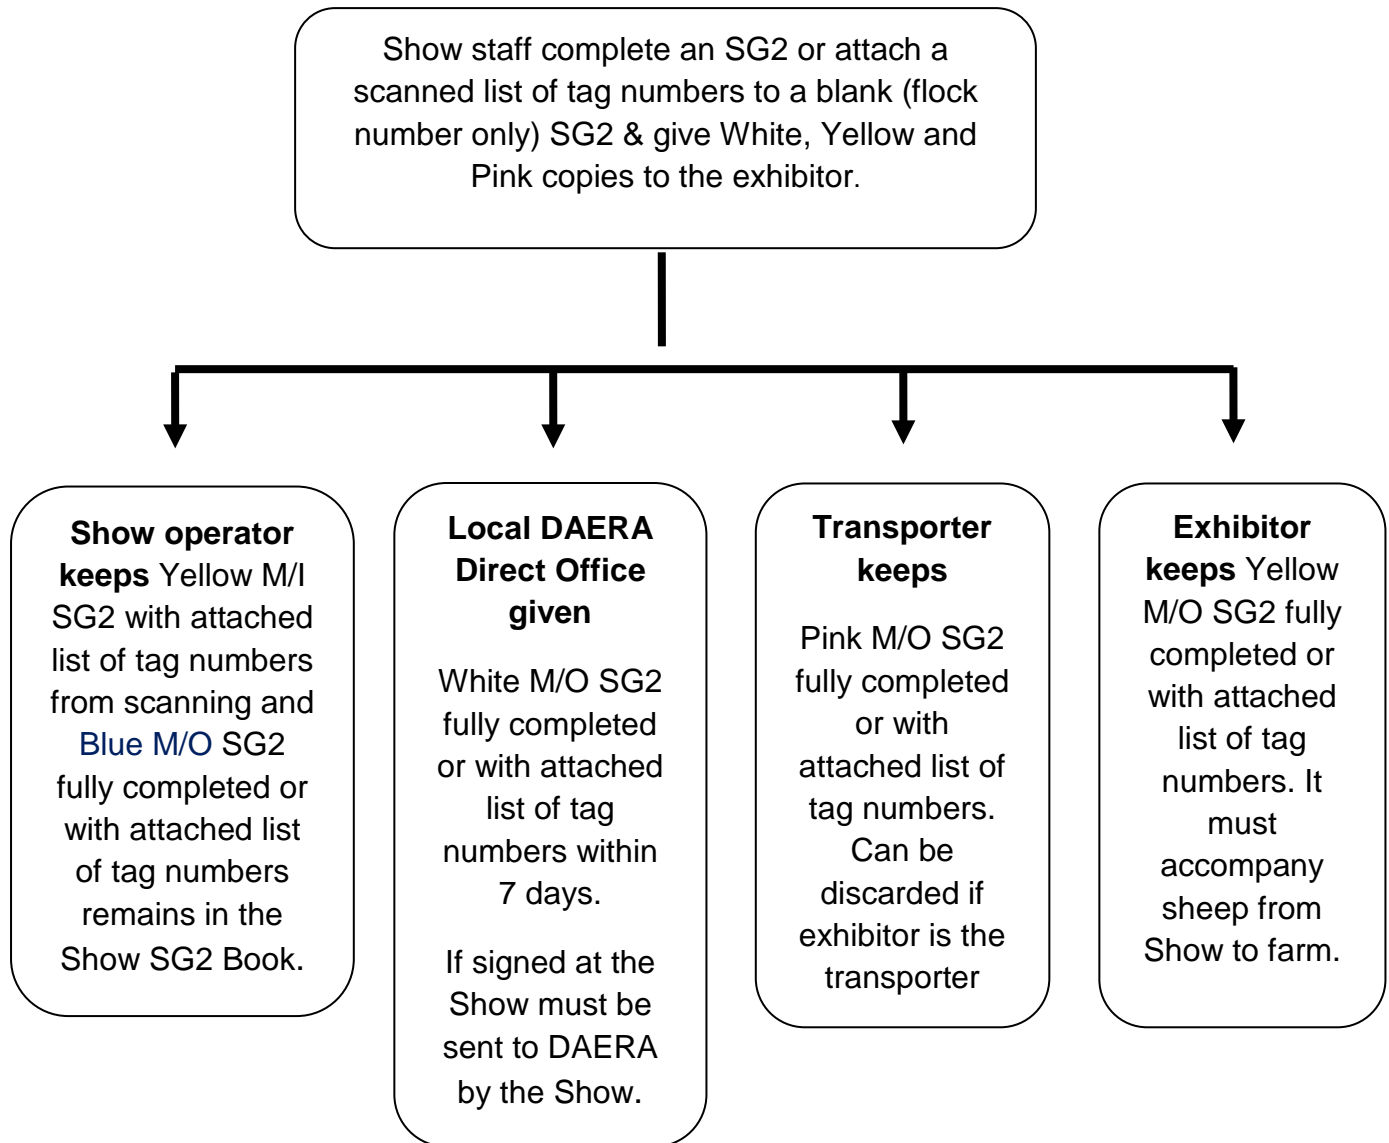 Show staff complete an SG2 or attach a
scanned list of tag numbers to a blank (flock
number only) SG2 & give White, Yellow and
Pink copies to the exhibitor.
Show operator
keeps Yellow M/I
SG2 with attached
list of tag numbers
from scanning and
Blue M/O SG2
fully completed or
with attached list
of tag numbers
remains in the
Show SG2 Book.
Local DAERA
Direct Office
given
White M/O SG2
fully completed
or with attached
list of tag
numbers within
7 days.
If signed at the
Show must be
sent to DAERA
by the Show.
Transporter
keeps
Pink M/O SG2
fully completed
or with
attached list of
tag numbers.
Can be
discarded if
exhibitor is the
transporter
Exhibitor
keeps Yellow
M/O SG2 fully
completed or
with attached
list of tag
numbers. It
must
accompany
sheep from
Show to farm.